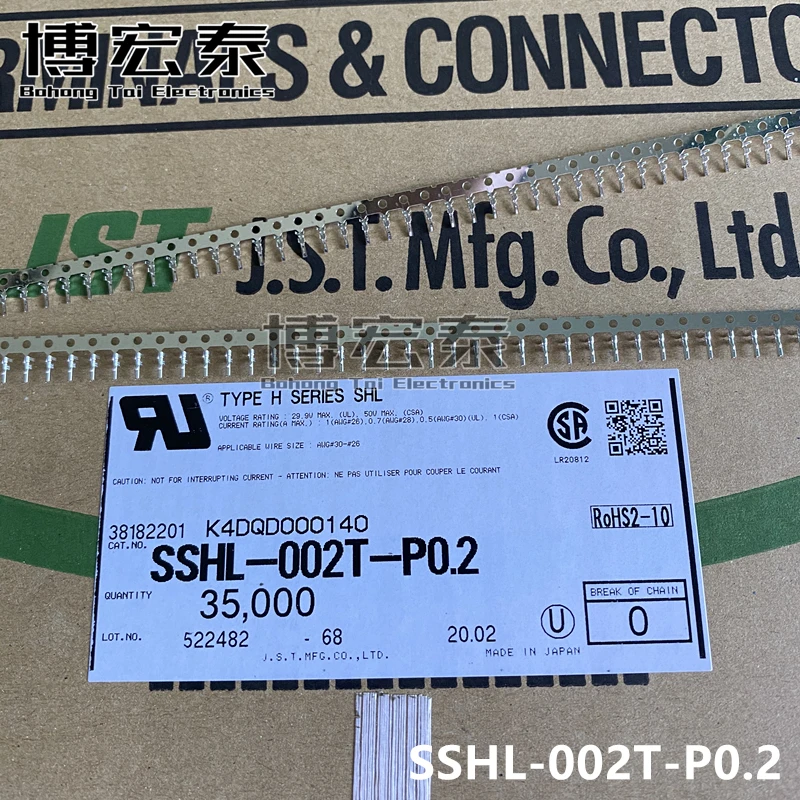 RMINALS & CONNECTO
博宏泰
Bohong Tai Electronics
JST J.S.T. Mfg. Co., Ltd
博宏泰
Bohong Tai Electronics
® TYPE H SERIES SHL
VOLTAGE RATING : 29.9V MAX. (UL), 50V MAX. (CSA)
CURRENT RATING(A MAX.) : 1(AWG#26),0.7(AWG#28),0.5(AWG#30)(UL), 1(CSA)
APPLICABLE WIRE SIZE : AWG#30-#26
LR20812
CAUTION: NOT FOR INTERRUPTING CURRENT - ATTENTION: NE PAS UTILISER POUR COUPER LE COURANT
38182201 K4DQD000140
RoHS2-10
CAT.NO. SSHL-002T-P0.2
QUANTITY 35,000
BREAK OF CHAIN
0
LOT.NO. 522482 - 68 20.02
U
J.S.T.MFG.CO.,LTD. MADE IN JAPAN
SSHL-002T-P0.2